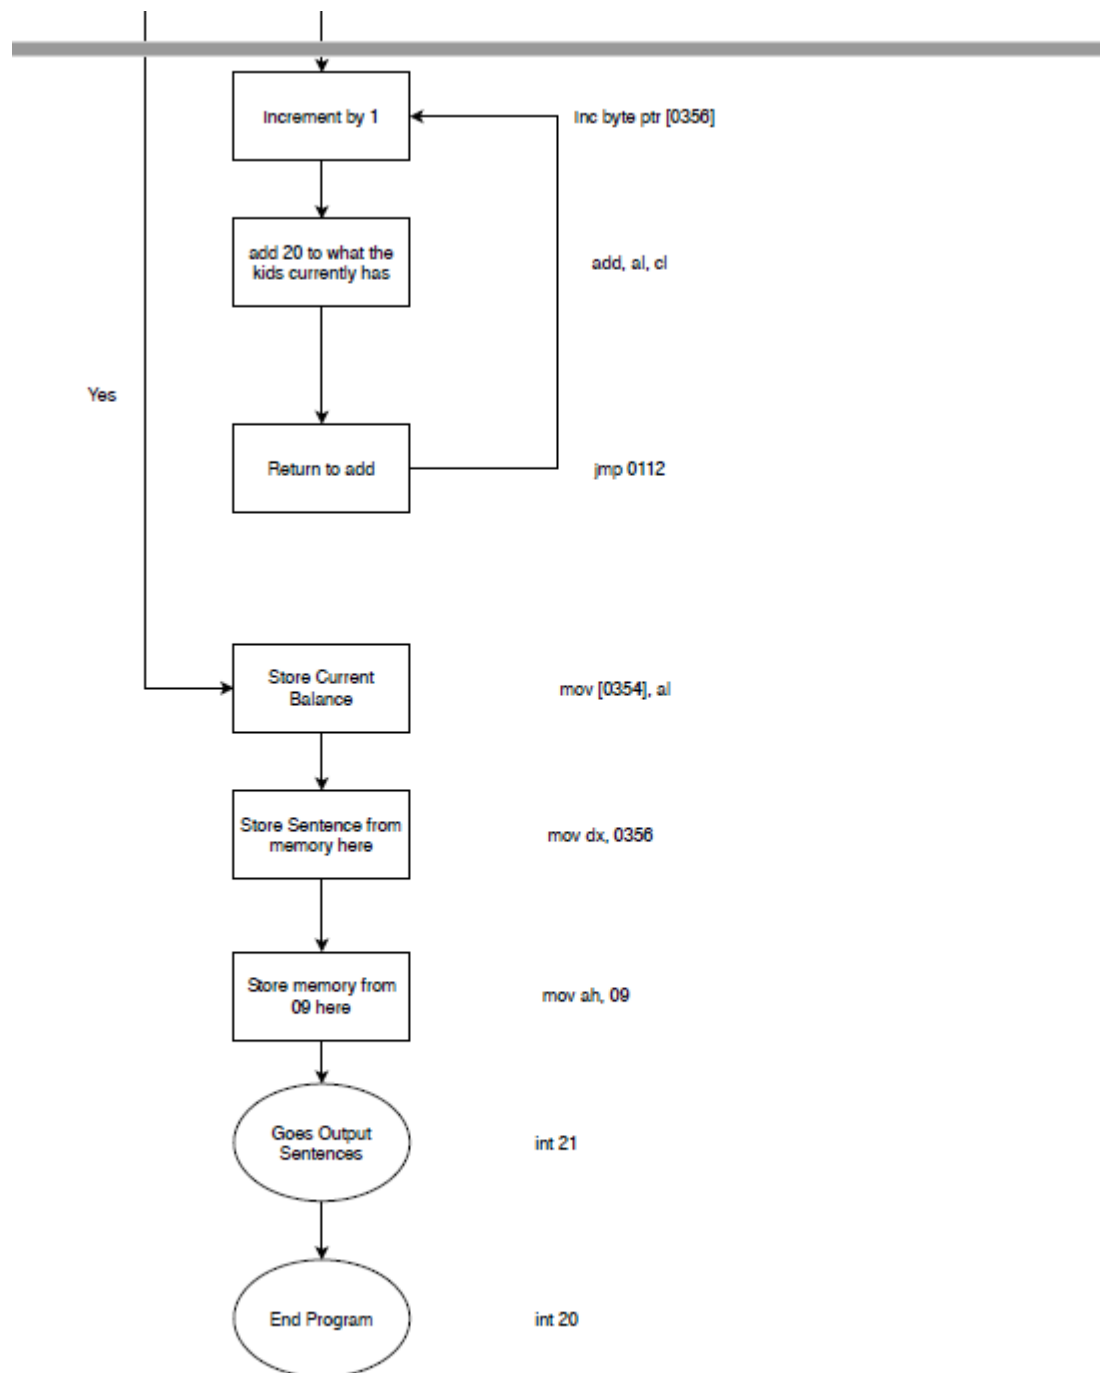 Increment by 1
inc byte ptr [0356]
add 20 to what the
kids currently has
add, al, cl
Yes
Return to add
jmp 0112
Store Current
Balance
mov [0354], al
Store Sentence from
memory here
mov dx, 0356
Store memory from
09 here
mov ah, 09
Goes Output
Sentences
int 21
End Program
int 20